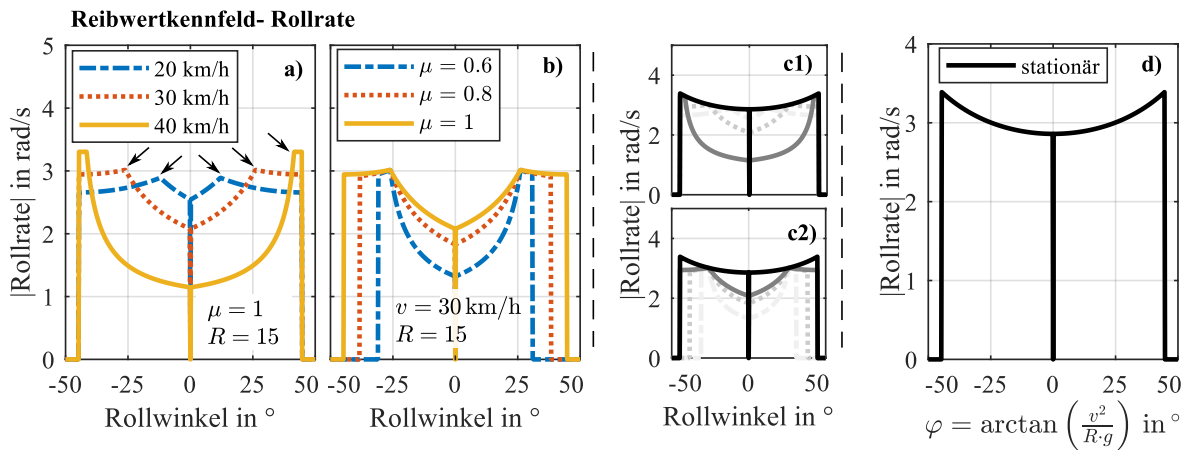 Reibwertkennfeld- Rollrate
|Rollrate| in rad/s
5
4
3
2
1
0
20 km/h
30 km/h
40 km/h
a)
μ = 1
R = 15
-50
-25
0
25
50
Rollwinkel in °
μ = 0.6
μ = 0.8
μ = 1
b)
v = 30 km/h
R = 15
-25
0
25
50
Rollwinkel in °
|Rollrate| in rad/s
c1)
4
2
0
|Rollrate| in rad/s
c2)
4
2
0
-50
0
50
Rollwinkel in °
|Rollrate| in rad/s
4
3
2
1
0
stationär
d)
-50
-25
0
25
50
φ = arctan (v²/R·g) in °